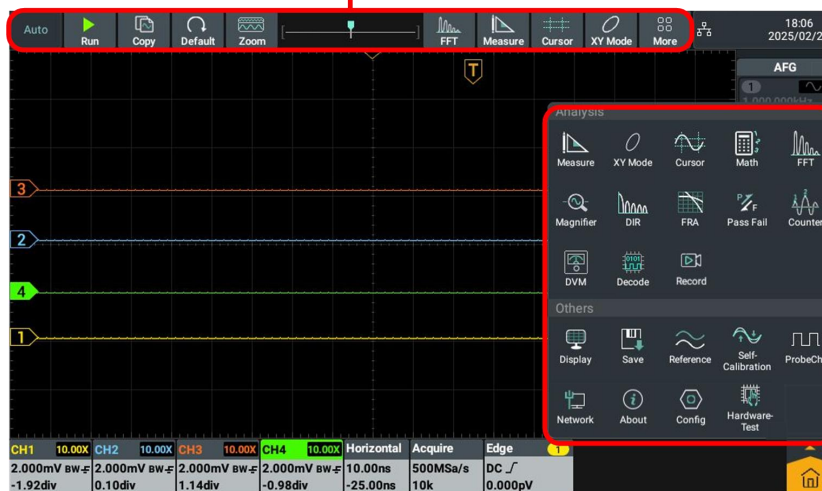 Auto Run Copy Default Zoom FFT Measure Cursor XY Mode More 18:06
2025/02/2
T
AFG
1
1.000 000kHz
Analysis
Measure XY Mode Cursor Math FFT
Magnifier DIR FRA Pass Fail Counter
DVM Decode Record
Others
Display Save Reference Self-Calibration ProbeCh
Network About Config Hardware-Test
3
2
4
1
CH1 10.00X CH2 10.00X CH3 10.00X CH4 10.00X Horizontal Acquire Edge 1
2.000mV BW 2.000mV BW 2.000mV BW 2.000mV BW 10.00ns 500MSa/s DC
-1.92div 0.10div 1.14div -0.98div -25.00ns 10k 0.000pV